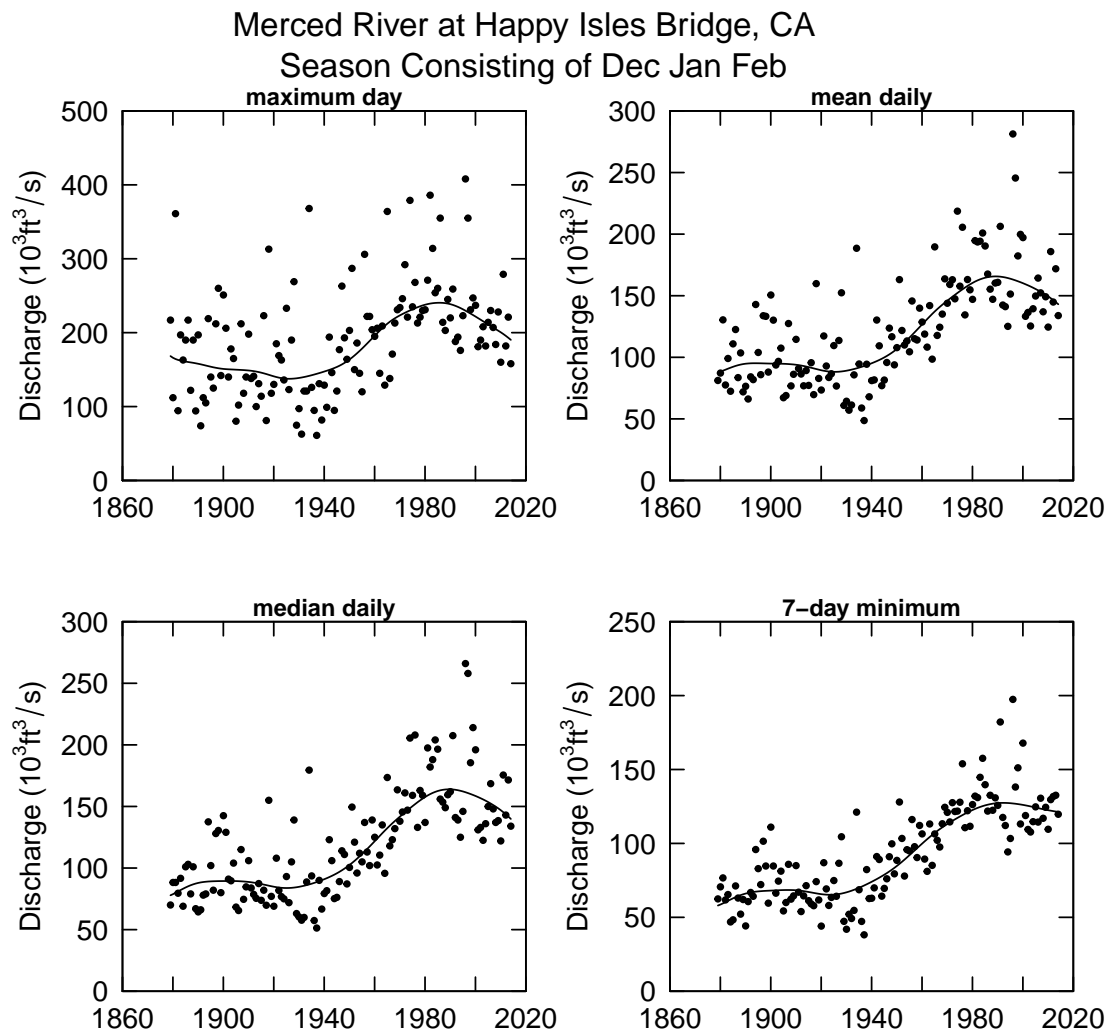 Merced River at Happy Isles Bridge, CA
Season Consisting of Dec Jan Feb
maximum day
Discharge (10³ft³/s)
500
400
300
200
100
0
1860 1900 1940 1980 2020
mean daily
Discharge (10³ft³/s)
300
250
200
150
100
50
0
1860 1900 1940 1980 2020
median daily
Discharge (10³ft³/s)
300
250
200
150
100
50
0
1860 1900 1940 1980 2020
7−day minimum
Discharge (10³ft³/s)
250
200
150
100
50
0
1860 1900 1940 1980 2020